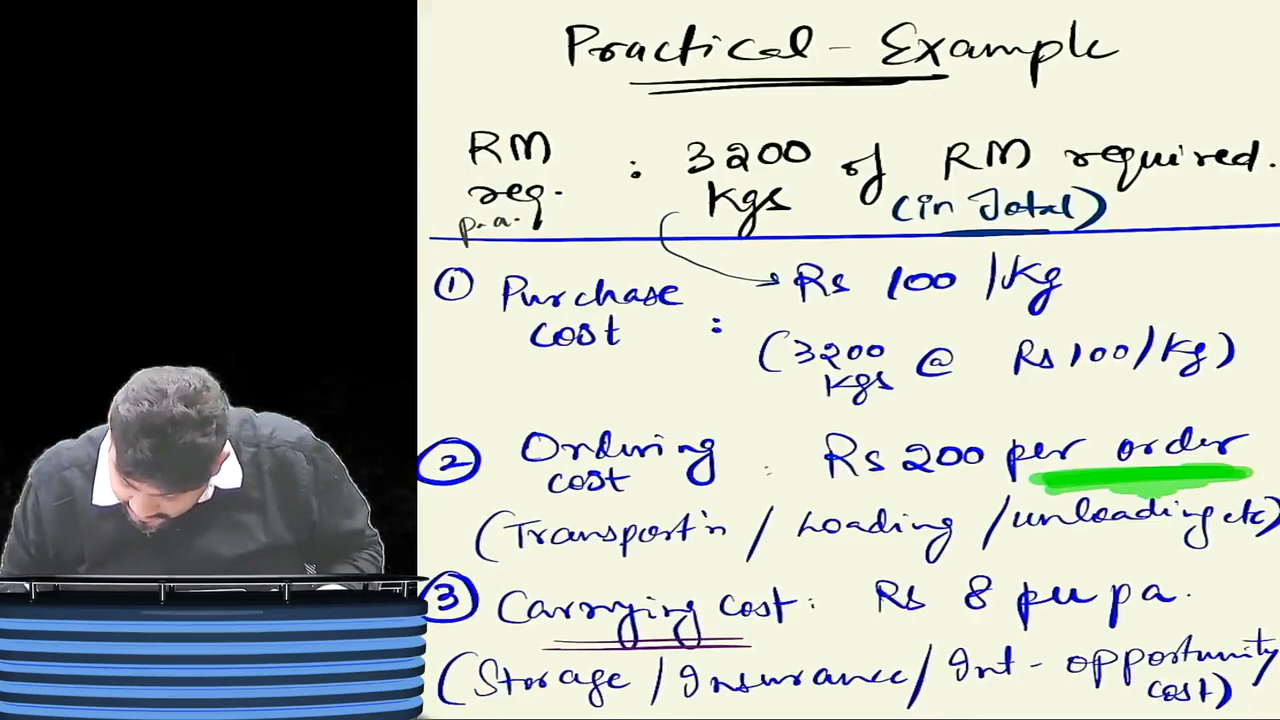 Practical - Example
RM req. p.a. : 3200 kgs of RM required.
(in Total)
① Purchase cost : Rs 100 /Kg
(3200 kgs @ Rs 100/Kg)
② Ordering cost : Rs 200 per order
(Transport'n / Loading / unloading etc)
③ Carrying cost : Rs 8 pu pa.
(Storage / Insurance / Int - opportunity cost)